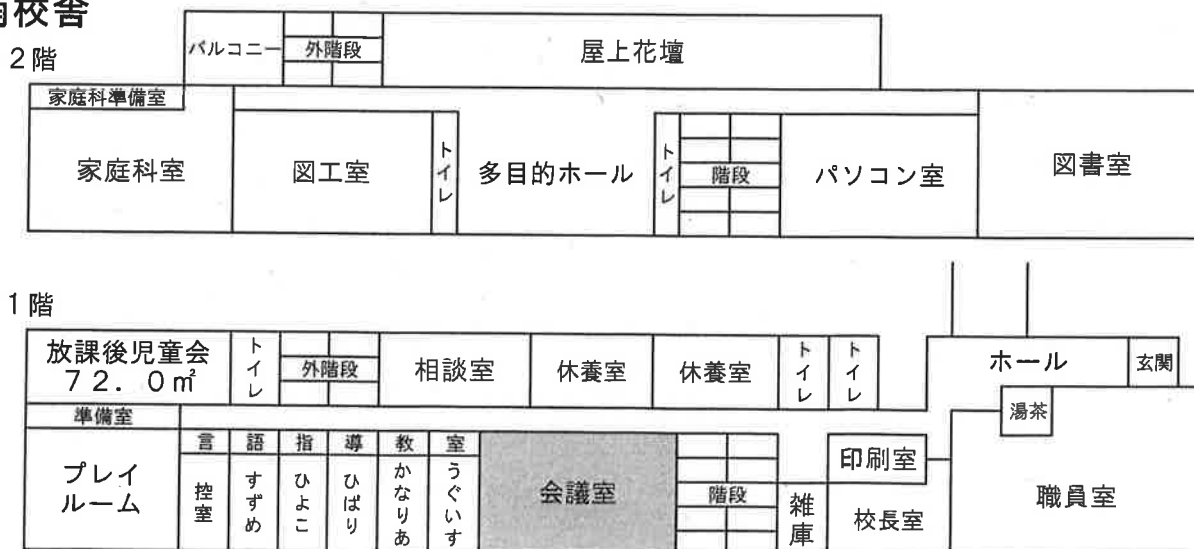 校舎
2階
バルコニー 外階段 屋上花壇
家庭科準備室
家庭科室 図工室 トイレ 多目的ホール トイレ 階段 パソコン室 図書室
1階
放課後児童会
72.0㎡
トイレ 外階段 相談室 休養室 休養室 トイレ トイレ ホール 玄関
湯茶
準備室
言語指導教室
プレイ
ルーム
控室 すずめ ひよこ ひばり かなりあ うぐいす 会議室 階段 雑庫 印刷室
校長室 職員室